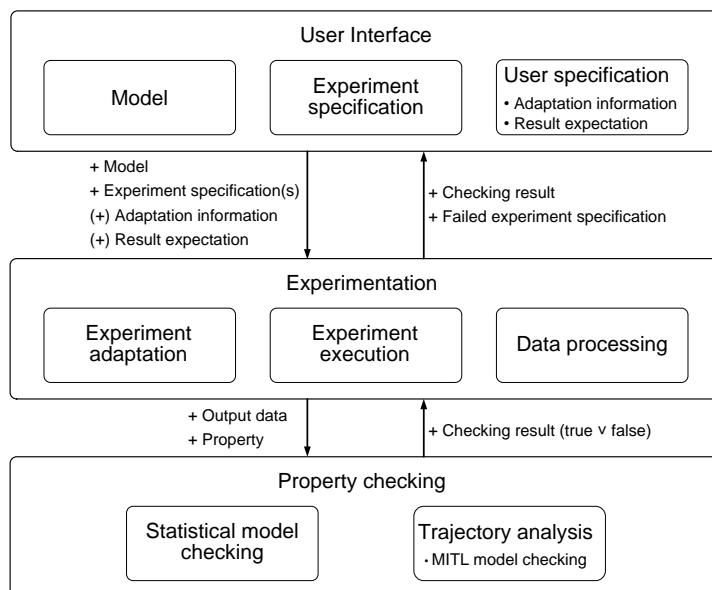 User Interface
Model
Experiment
specification
User specification
• Adaptation information
• Result expectation
+ Model
+ Experiment specification(s)
(+) Adaptation information
(+) Result expectation
+ Checking result
+ Failed experiment specification
Experimentation
Experiment
adaptation
Experiment
execution
Data processing
+ Output data
+ Property
+ Checking result (true ∨ false)
Property checking
Statistical model
checking
Trajectory analysis
• MITL model checking